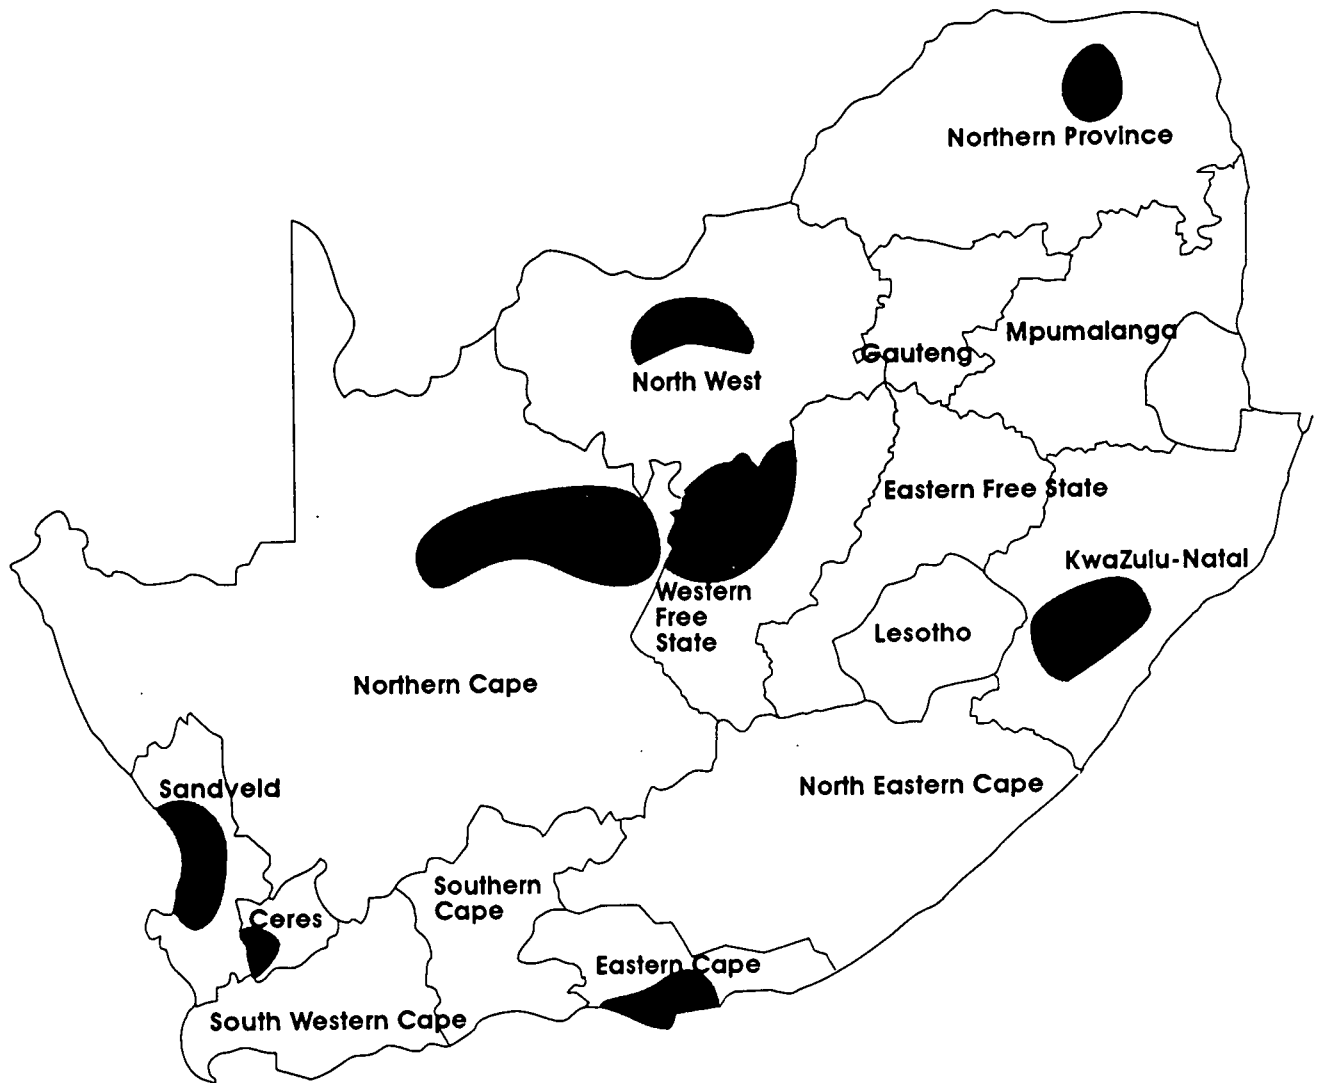 Northern Province
Mpumalanga
Gauteng
North West
Eastern Free State
KwaZulu-Natal
Western
Free
State
Lesotho
Northern Cape
Sandveld
North Eastern Cape
Southern
Cape
Ceres
Eastern Cape
South Western Cape